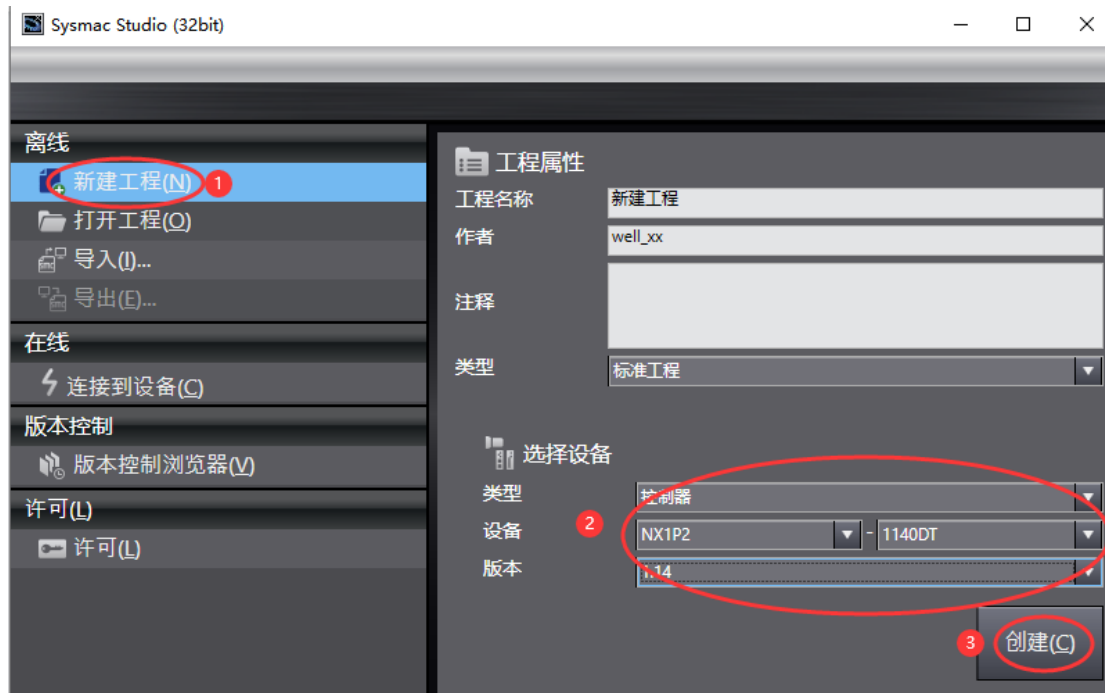 Sysmac Studio (32bit)
离线
新建工程(N) 1
打开工程(O)
导入(I)...
导出(E)...
在线
连接到设备(C)
版本控制
版本控制浏览器(V)
许可(L)
许可(L)
工程属性
工程名称 新建工程
作者 well_xx
注释
类型 标准工程
选择设备
类型 控制器
设备 2 NX1P2 - 1140DT
版本 1.14
3 创建(C)